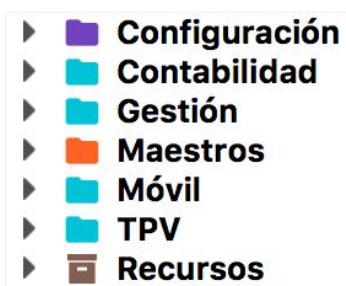 Configuración
Contabilidad
Gestión
Maestros
Móvil
TPV
Recursos